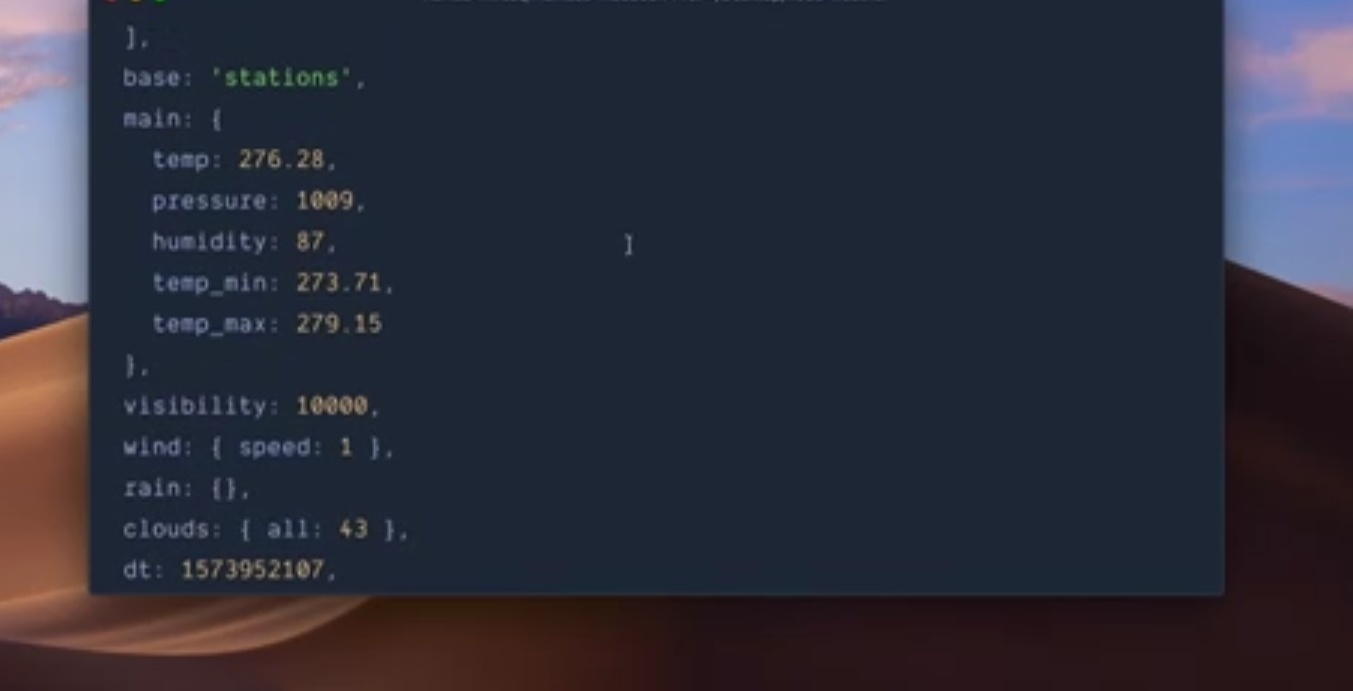 ],
base: 'stations',
main: {
temp: 276.28,
pressure: 1009,
humidity: 87,
temp_min: 273.71,
temp_max: 279.15
},
visibility: 10000,
wind: { speed: 1 },
rain: {},
clouds: { all: 43 },
dt: 1573952107,